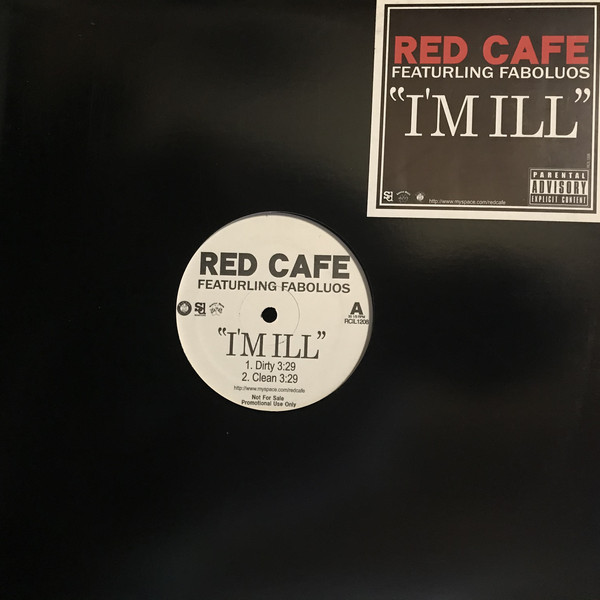 RED CAFE
FEATURLING FABOLUOS
“I'M ILL”
PARENTAL
ADVISORY
EXPLICIT CONTENT
http://www.myspace.com/redcafe
RED CAFE
FEATURLING FABOLUOS
A
RCIL1208
“I'M ILL”
1. Dirty 3:29
2. Clean 3:29
http://www.myspace.com/redcafe
Not For Sale
Promotional Use Only